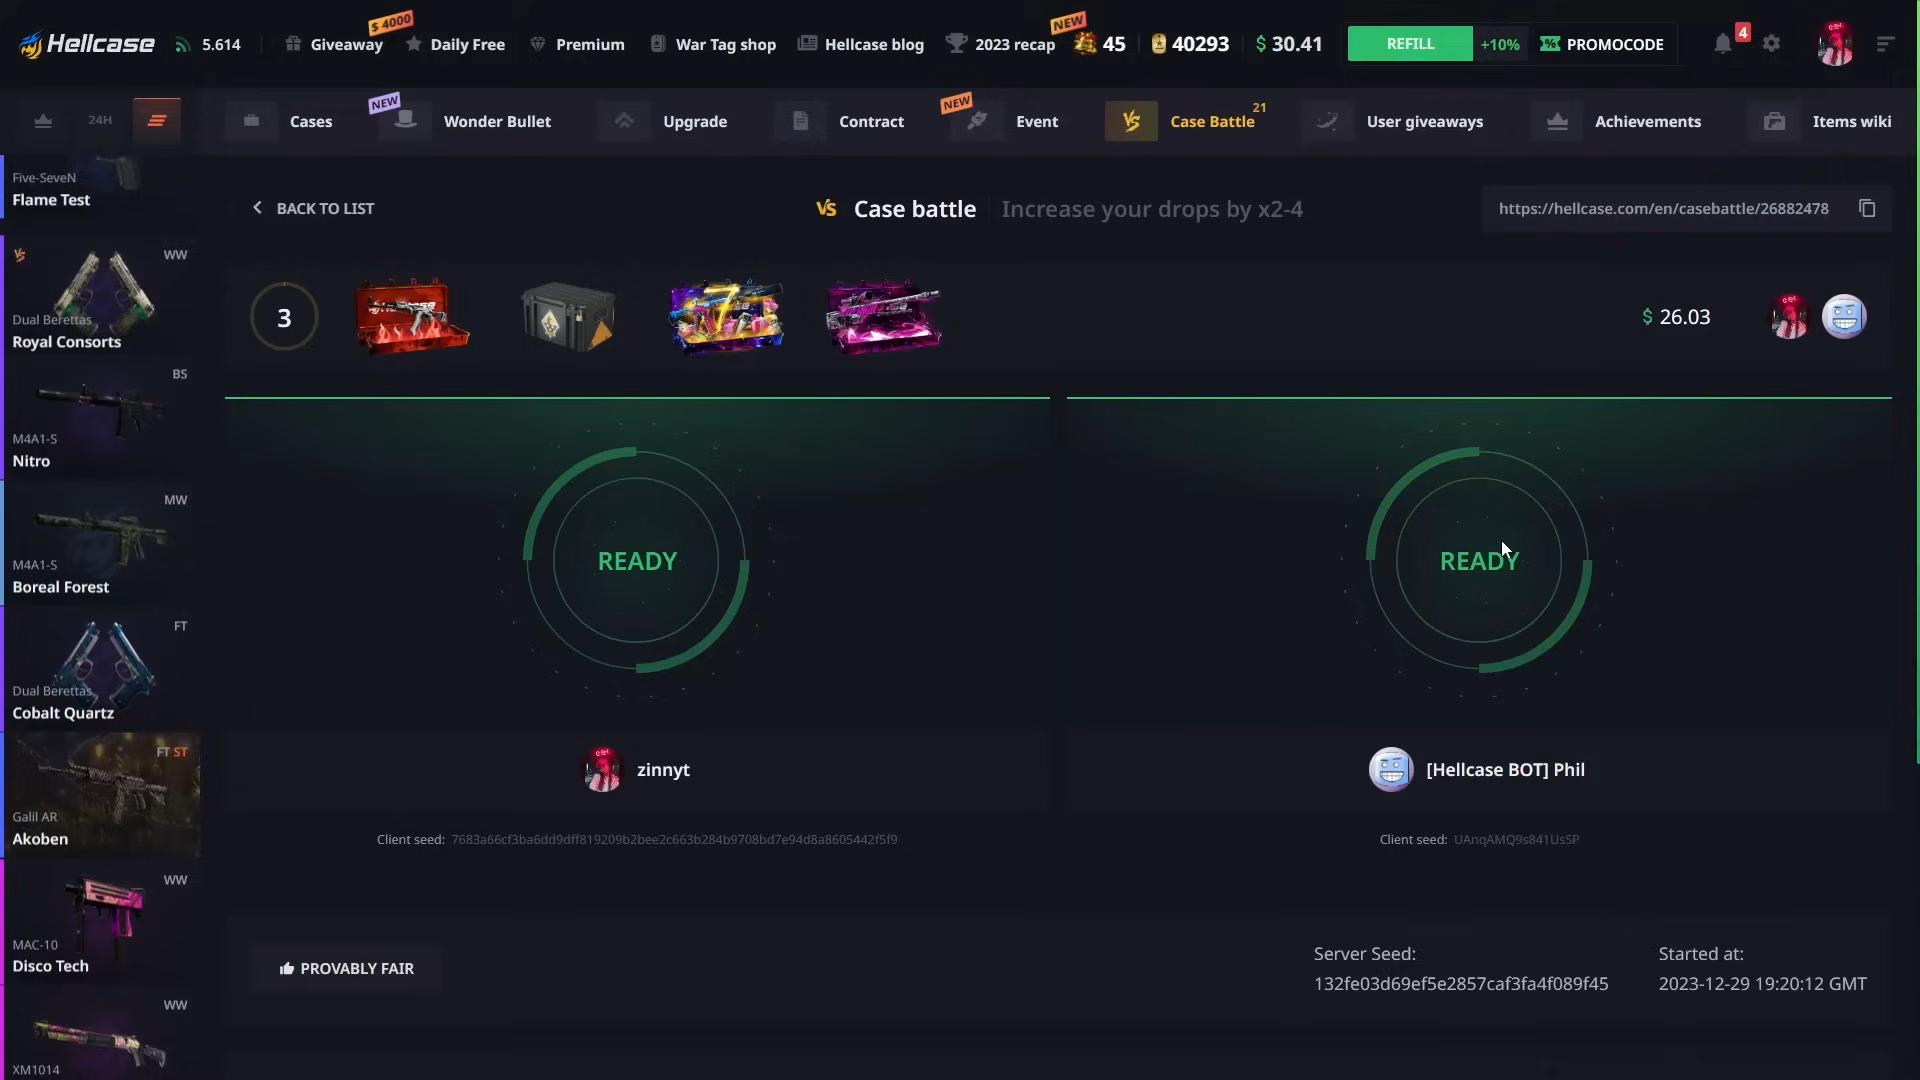 Hellcase
5.614
Giveaway
$ 4000
Daily Free
Premium
War Tag shop
Hellcase blog
2023 recap
NEW
45
40293
$ 30.41
REFILL
+10%
PROMOCODE
4
24H
Cases
NEW
Wonder Bullet
Upgrade
Contract
NEW
Event
VS
Case Battle
21
User giveaways
Achievements
Items wiki
Five-SeveN
Flame Test
VS
WW
Dual Berettas
Royal Consorts
BS
M4A1-S
Nitro
MW
M4A1-S
Boreal Forest
FT
Dual Berettas
Cobalt Quartz
FT ST
Galil AR
Akoben
WW
MAC-10
Disco Tech
WW
XM1014
BACK TO LIST
VS
Case battle
Increase your drops by x2-4
https://hellcase.com/en/casebattle/26882478
3
$ 26.03
READY
READY
zinnyt
[Hellcase BOT] Phil
Client seed: 7683a66cf3ba6dd9dff819209b2bee2c663b284b9708bd7e94d8a8605442f5f9
Client seed: UAnqAMQ9s841UsSP
PROVABLY FAIR
Server Seed:
132fe03d69ef5e2857caf3fa4f089f45
Started at:
2023-12-29 19:20:12 GMT